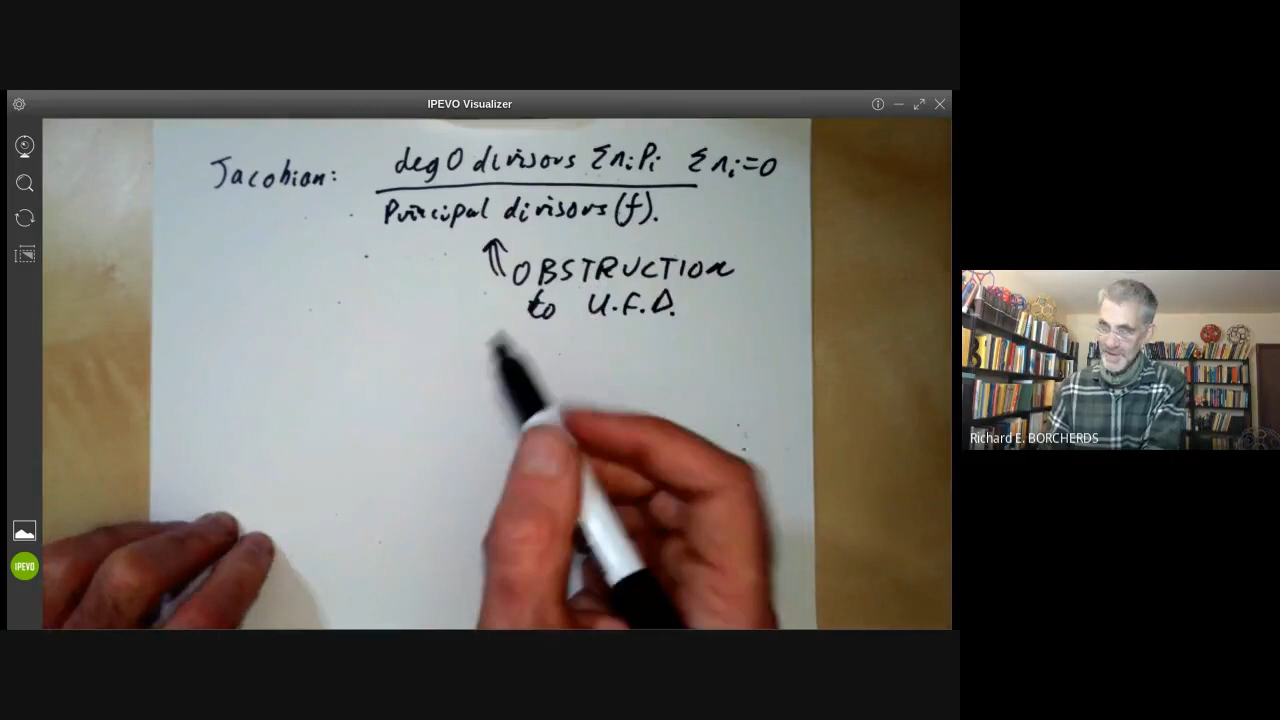 IPEVO Visualizer
Jacobian: deg 0 divisors ΣniPi Σni=0
Principal divisors (f).
⇑ OBSTRUCTION
to U.F.D.
IPEVO
Richard E. BORCHERDS